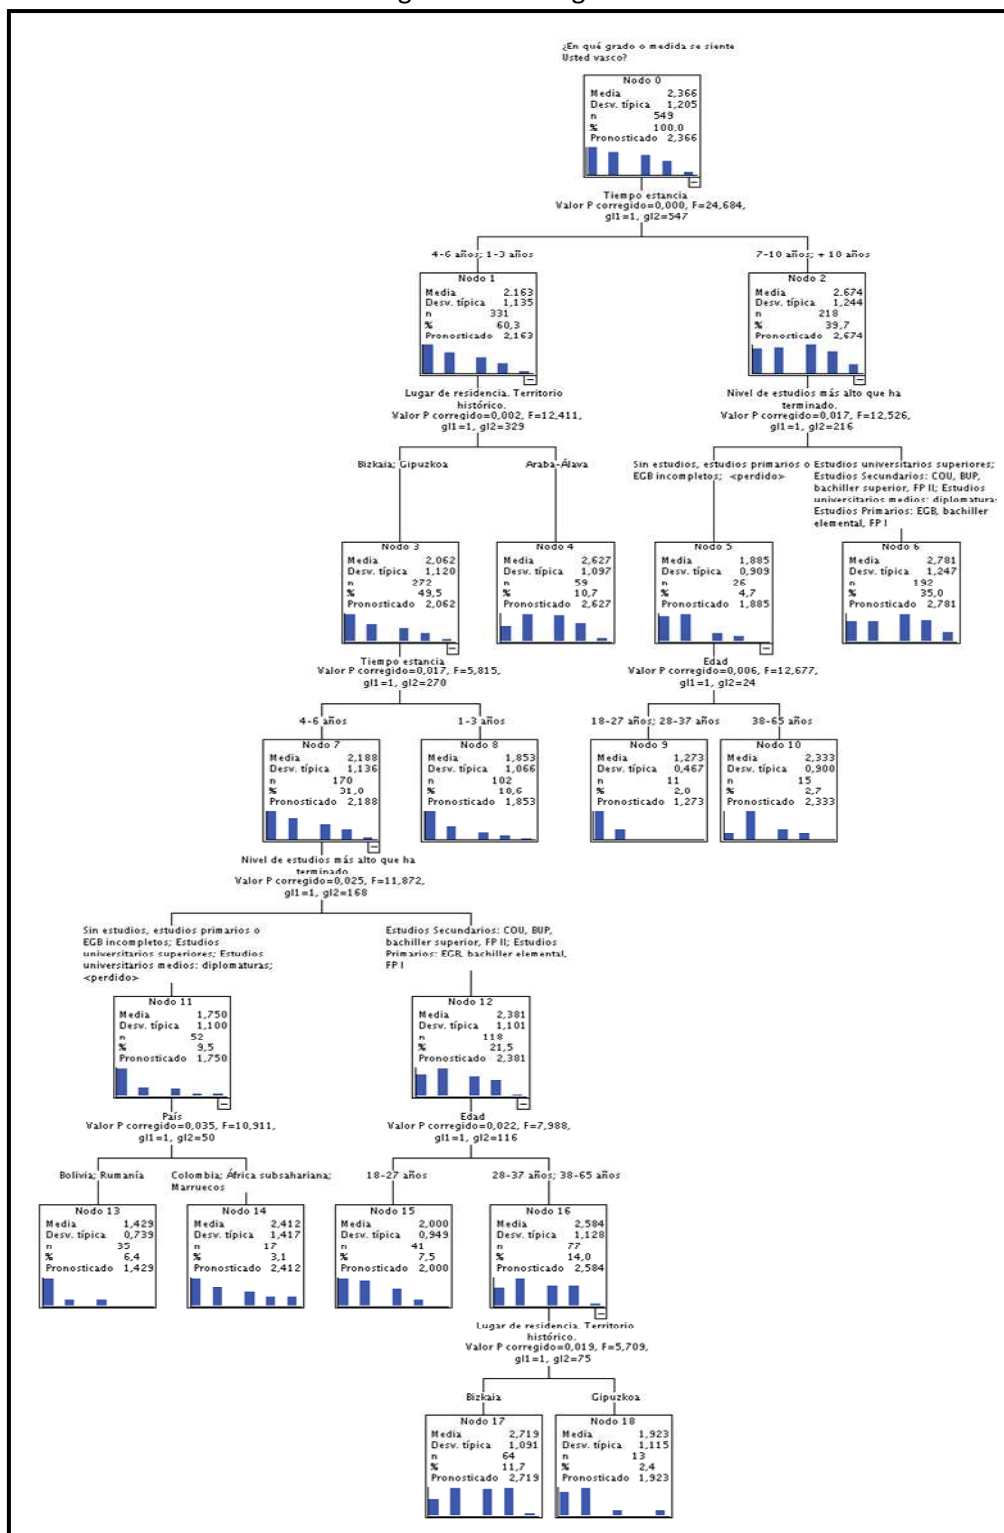 ¿En qué grado o medida se siente
Usted vasco?
Nodo 0
Media 2,366
Desv. típica 1,205
n 549
% 100,0
Pronosticado 2,366
Tiempo estancia
Valor P corregido=0,000, F=24,684,
gl1=1, gl2=547
4-6 años; 1-3 años
Nodo 1
Media 2,163
Desv. típica 1,135
n 331
% 60,3
Pronosticado 2,163
7-10 años; + 10 años
Nodo 2
Media 2,674
Desv. típica 1,244
n 218
% 39,7
Pronosticado 2,674
Lugar de residencia. Territorio
histórico.
Valor P corregido=0,002, F=12,411,
gl1=1, gl2=329
Nivel de estudios más alto que ha
terminado.
Valor P corregido=0,017, F=12,526,
gl1=1, gl2=216
Bizkaia; Gipuzkoa
Nodo 3
Media 2,062
Desv. típica 1,120
n 272
% 49,5
Pronosticado 2,062
Araba-Álava
Nodo 4
Media 2,627
Desv. típica 1,097
n 59
% 10,7
Pronosticado 2,627
Sin estudios, estudios primarios o
EGB incompletos; <perdido>
Nodo 5
Media 1,885
Desv. típica 0,909
n 26
% 4,7
Pronosticado 1,885
Estudios universitarios superiores;
Estudios Secundarios: COU, BUP,
bachiller superior, FP II; Estudios
universitarios medios: diplomaturas
Estudios Primarios: EGB, bachiller
elemental, FP I
Nodo 6
Media 2,781
Desv. típica 1,247
n 192
% 35,0
Pronosticado 2,781
Tiempo estancia
Valor P corregido=0,017, F=5,815,
gl1=1, gl2=270
Edad
Valor P corregido=0,006, F=12,677,
gl1=1, gl2=24
4-6 años
Nodo 7
Media 2,188
Desv. típica 1,136
n 170
% 31,0
Pronosticado 2,188
1-3 años
Nodo 8
Media 1,853
Desv. típica 1,066
n 102
% 18,6
Pronosticado 1,853
18-27 años; 28-37 años
Nodo 9
Media 1,273
Desv. típica 0,467
n 11
% 2,0
Pronosticado 1,273
38-65 años
Nodo 10
Media 2,333
Desv. típica 0,900
n 15
% 2,7
Pronosticado 2,333
Nivel de estudios más alto que ha
terminado.
Valor P corregido=0,025, F=11,872,
gl1=1, gl2=168
Sin estudios, estudios primarios o
EGB incompletos; Estudios
universitarios superiores; Estudios
universitarios medios: diplomaturas;
<perdido>
Nodo 11
Media 1,750
Desv. típica 1,100
n 52
% 9,5
Pronosticado 1,750
Estudios Secundarios: COU, BUP,
bachiller superior, FP II; Estudios
Primarios: EGB, bachiller elemental,
FP I
Nodo 12
Media 2,381
Desv. típica 1,101
n 118
% 21,5
Pronosticado 2,381
País
Valor P corregido=0,035, F=10,911,
gl1=1, gl2=50
Edad
Valor P corregido=0,022, F=7,988,
gl1=1, gl2=116
Bolivia; Rumanía
Nodo 13
Media 1,429
Desv. típica 0,739
n 35
% 6,4
Pronosticado 1,429
Colombia; África subsahariana;
Marruecos
Nodo 14
Media 2,412
Desv. típica 1,417
n 17
% 3,1
Pronosticado 2,412
18-27 años
Nodo 15
Media 2,000
Desv. típica 0,949
n 41
% 7,5
Pronosticado 2,000
28-37 años; 38-65 años
Nodo 16
Media 2,584
Desv. típica 1,128
n 77
% 14,0
Pronosticado 2,584
Lugar de residencia. Territorio
histórico.
Valor P corregido=0,019, F=5,709,
gl1=1, gl2=75
Bizkaia
Nodo 17
Media 2,719
Desv. típica 1,091
n 64
% 11,7
Pronosticado 2,719
Gipuzkoa
Nodo 18
Media 1,923
Desv. típica 1,115
n 13
% 2,4
Pronosticado 1,923